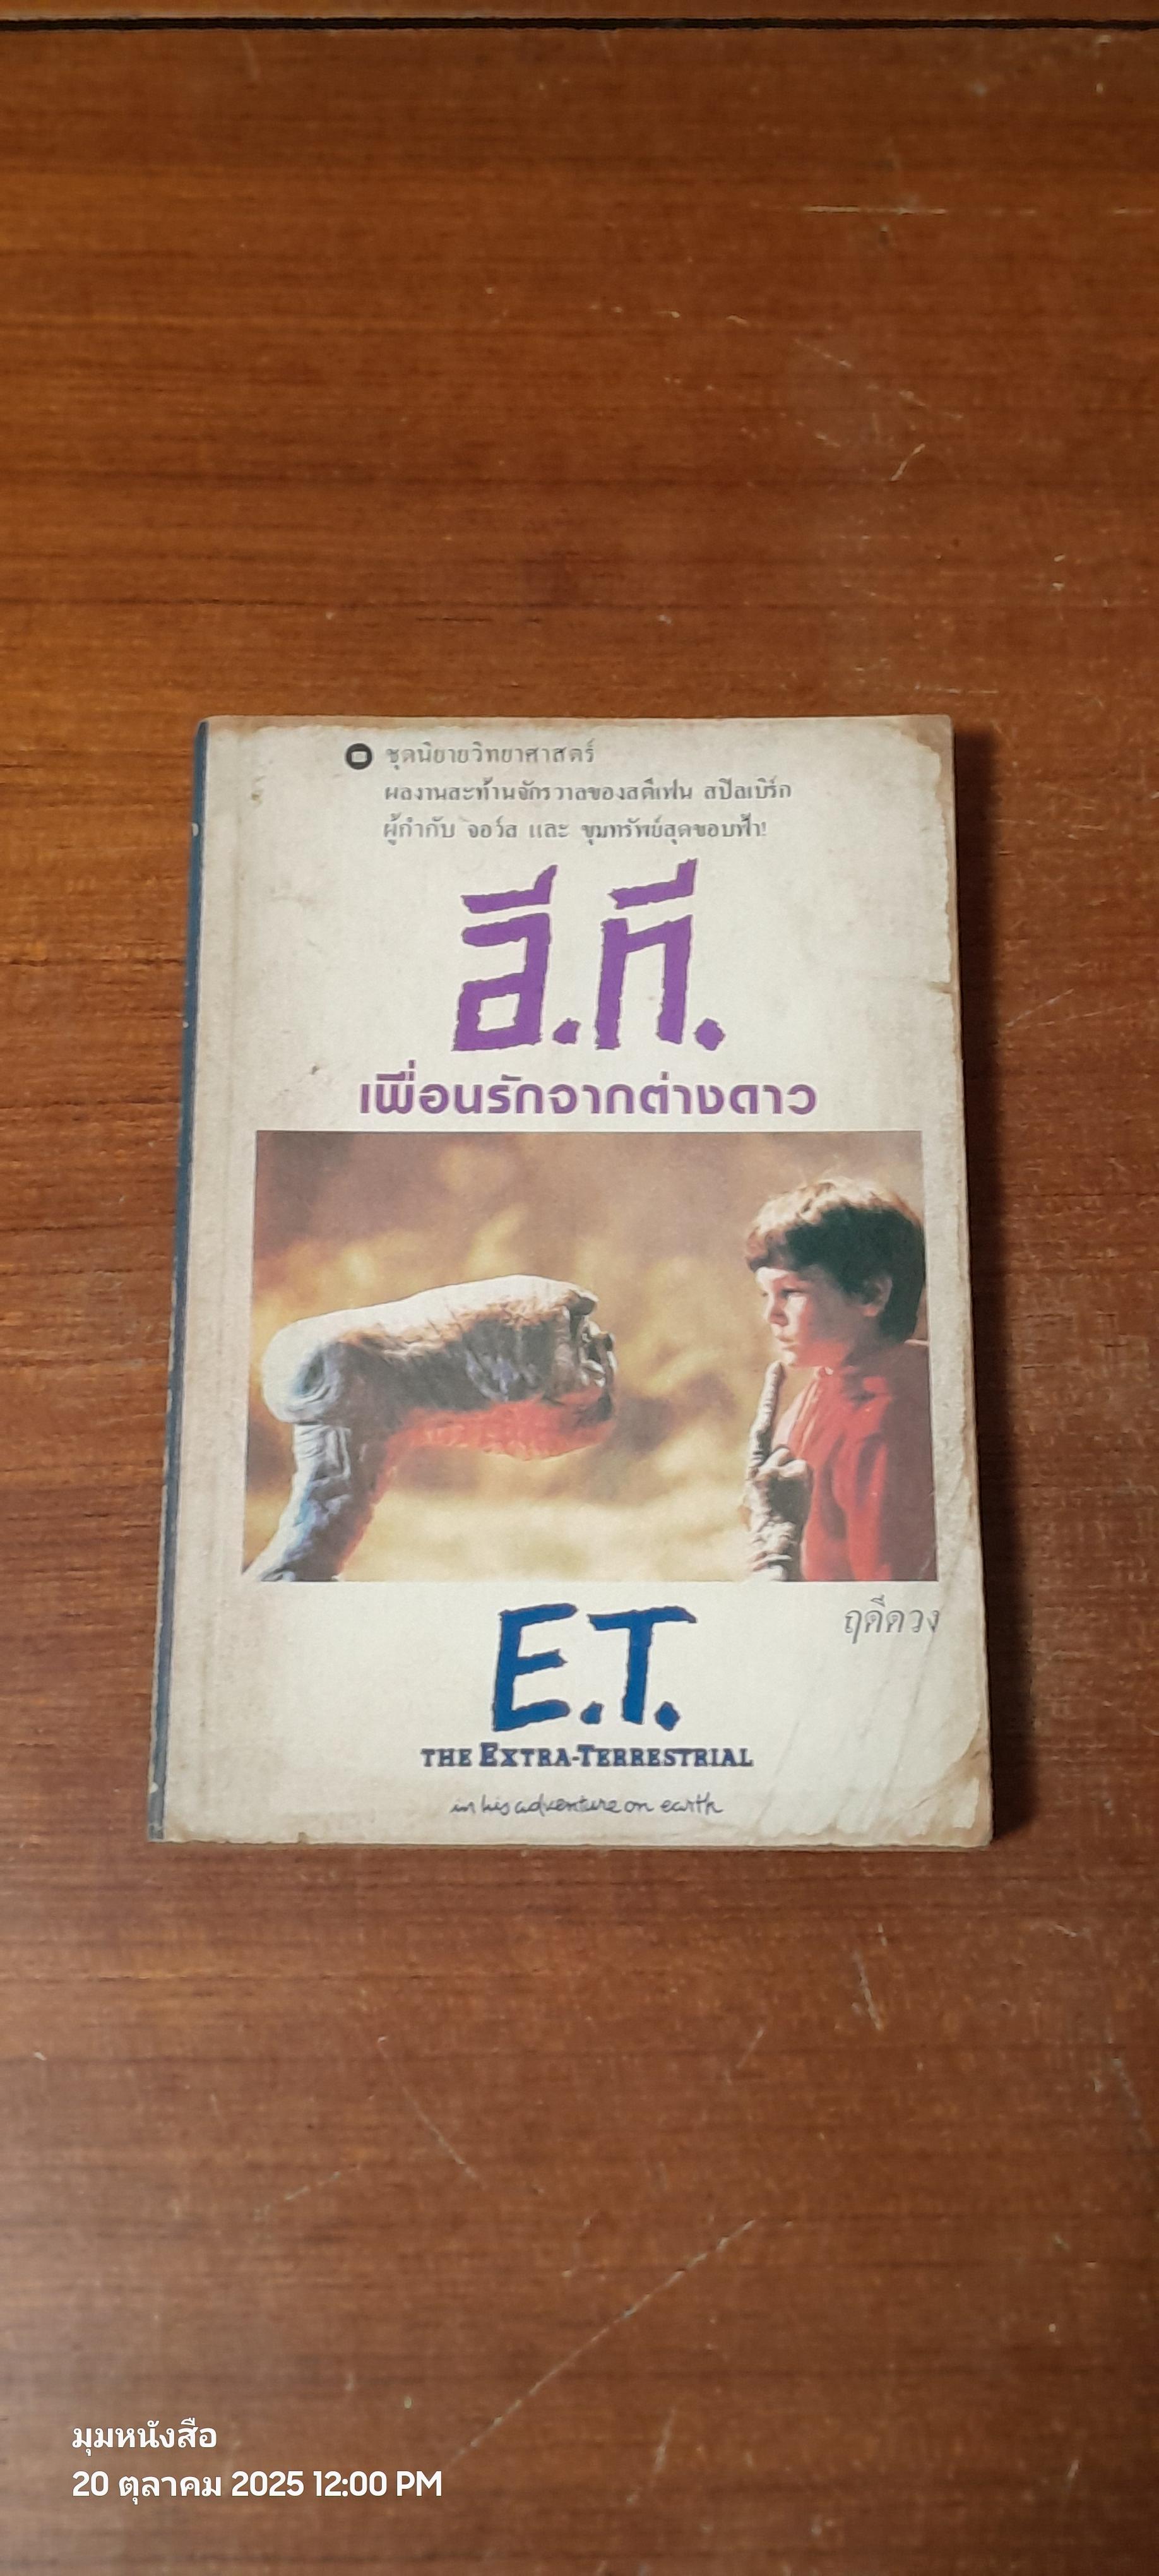 ชุดนิยายวิทยาศาสตร์
ผลงานสะท้านจักรวาลของสตีเฟน สปีลเบิร์ก
ผู้กำกับ จอว์ส และ ขุมทรัพย์สุดขอบฟ้า!
อี.ที.
เพื่อนรักจากต่างดาว
ฤดีดวง
E.T.
THE EXTRA-TERRESTRIAL
in his adventure on earth
มุมหนังสือ
20 ตุลาคม 2025 12:00 PM